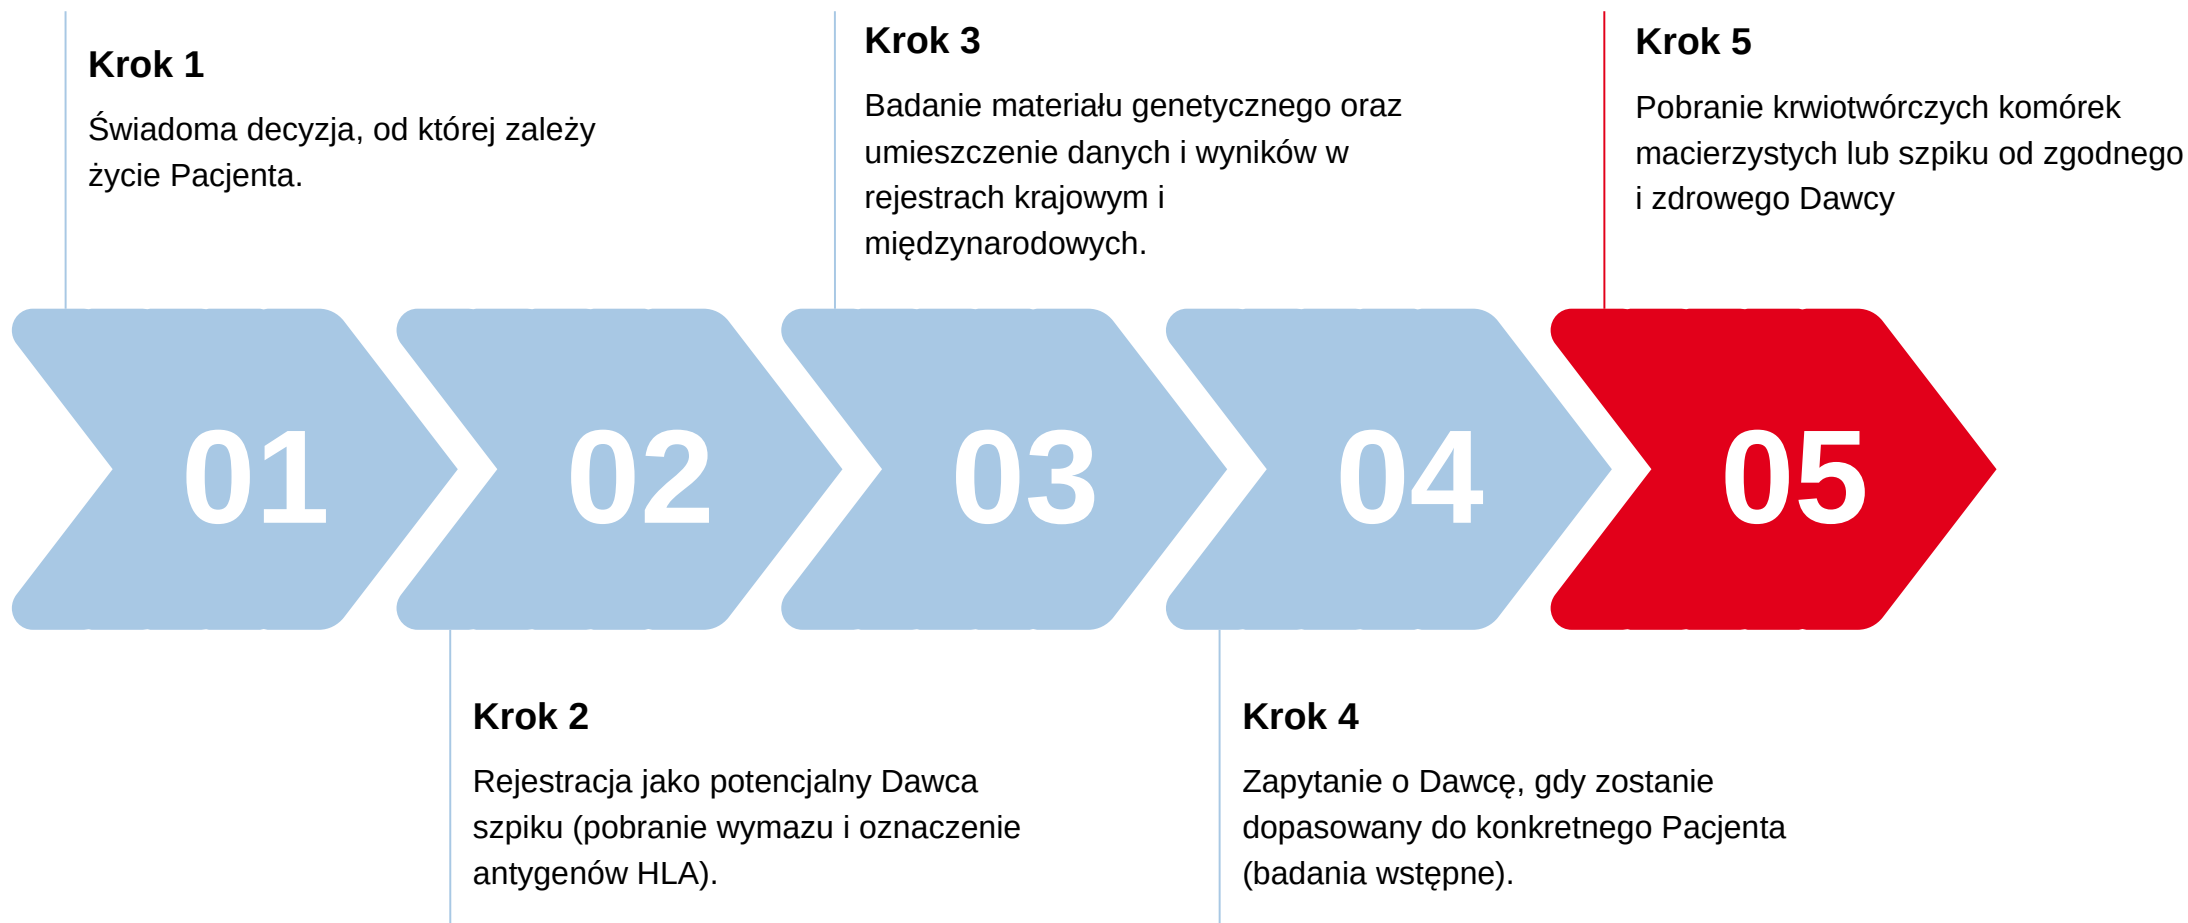 Krok 1
Świadoma decyzja, od której zależy
życie Pacjenta.
Krok 3
Badanie materiału genetycznego oraz
umieszczenie danych i wyników w
rejestrach krajowym i
międzynarodowych.
Krok 5
Pobranie krwiotwórczych komórek
macierzystych lub szpiku od zgodnego
i zdrowego Dawcy
01
02
03
04
05
Krok 2
Rejestracja jako potencjalny Dawca
szpiku (pobranie wymazu i oznaczenie
antygenów HLA).
Krok 4
Zapytanie o Dawcę, gdy zostanie
dopasowany do konkretnego Pacjenta
(badania wstępne).